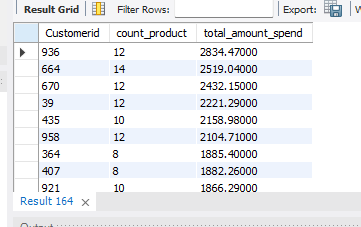 Result Grid Filter Rows: Export:
Customerid count_product total_amount_spend
936 12 2834.47000
664 14 2519.04000
670 12 2432.15000
39 12 2221.29000
435 10 2158.98000
958 12 2104.71000
364 8 1885.40000
407 8 1882.26000
921 10 1866.29000
Result 164